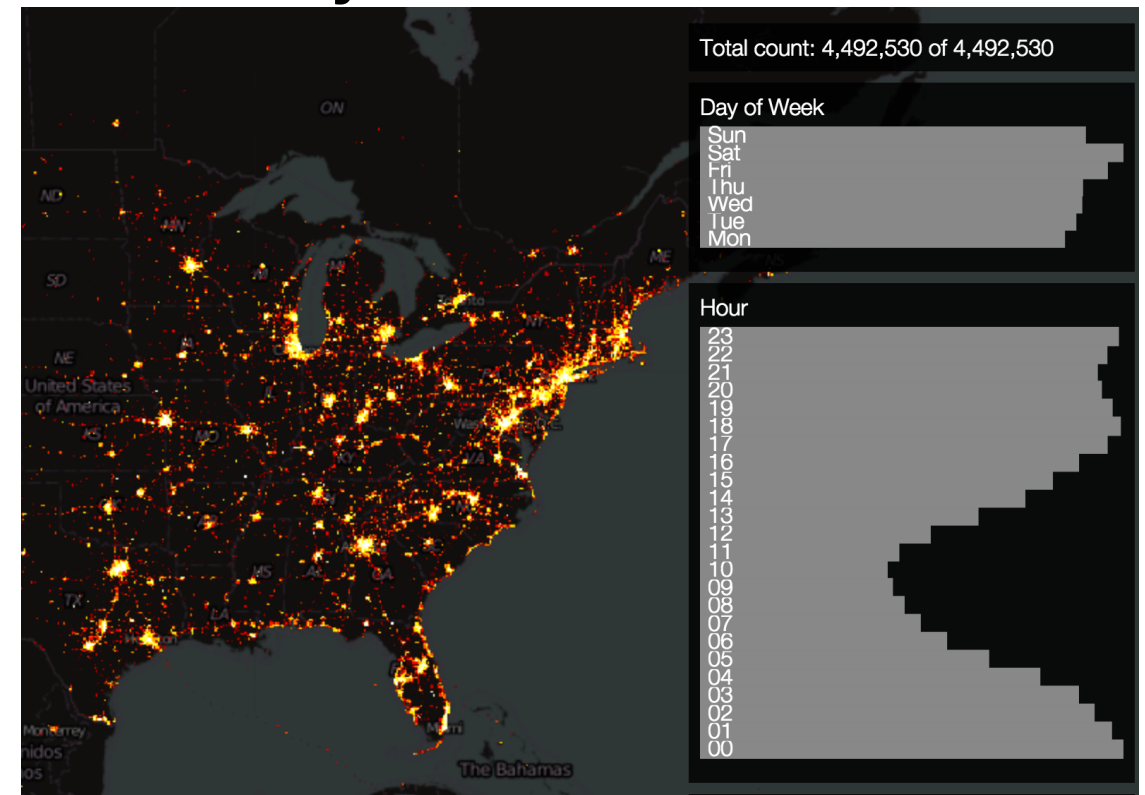 Total count: 4,492,530 of 4,492,530
Day of Week
Sun
Sat
Fri
Thu
Wed
Tue
Mon
Hour
23
22
21
20
19
18
17
16
15
14
13
12
11
10
09
08
07
06
05
04
03
02
01
00
ON
ND
MN
ME
NS
SD
MI
NE
IL
United States
of America
KS
MO
KY
VA
MS
GA
TX
LA
Monterrey
The Bahamas